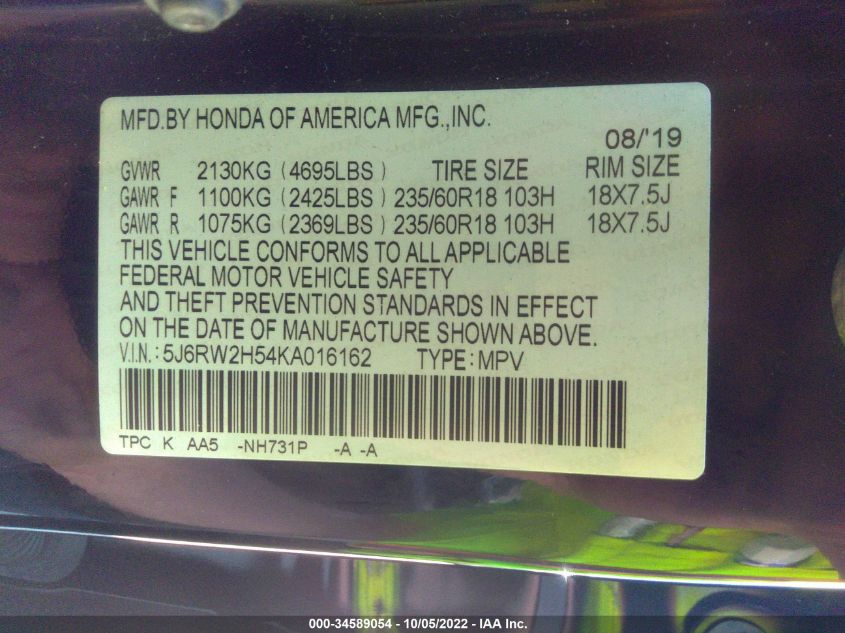 MFD.BY HONDA OF AMERICA MFG.,INC.
08/'19
GVWR 2130KG (4695LBS) TIRE SIZE RIM SIZE
GAWR F 1100KG (2425LBS) 235/60R18 103H 18X7.5J
GAWR R 1075KG (2369LBS) 235/60R18 103H 18X7.5J
THIS VEHICLE CONFORMS TO ALL APPLICABLE
FEDERAL MOTOR VEHICLE SAFETY
AND THEFT PREVENTION STANDARDS IN EFFECT
ON THE DATE OF MANUFACTURE SHOWN ABOVE.
V.I.N.:5J6RW2H54KA016162 TYPE:MPV
TPC K AA5 -NH731P -A -A
000-34589054 - 10/05/2022 - IAA Inc.